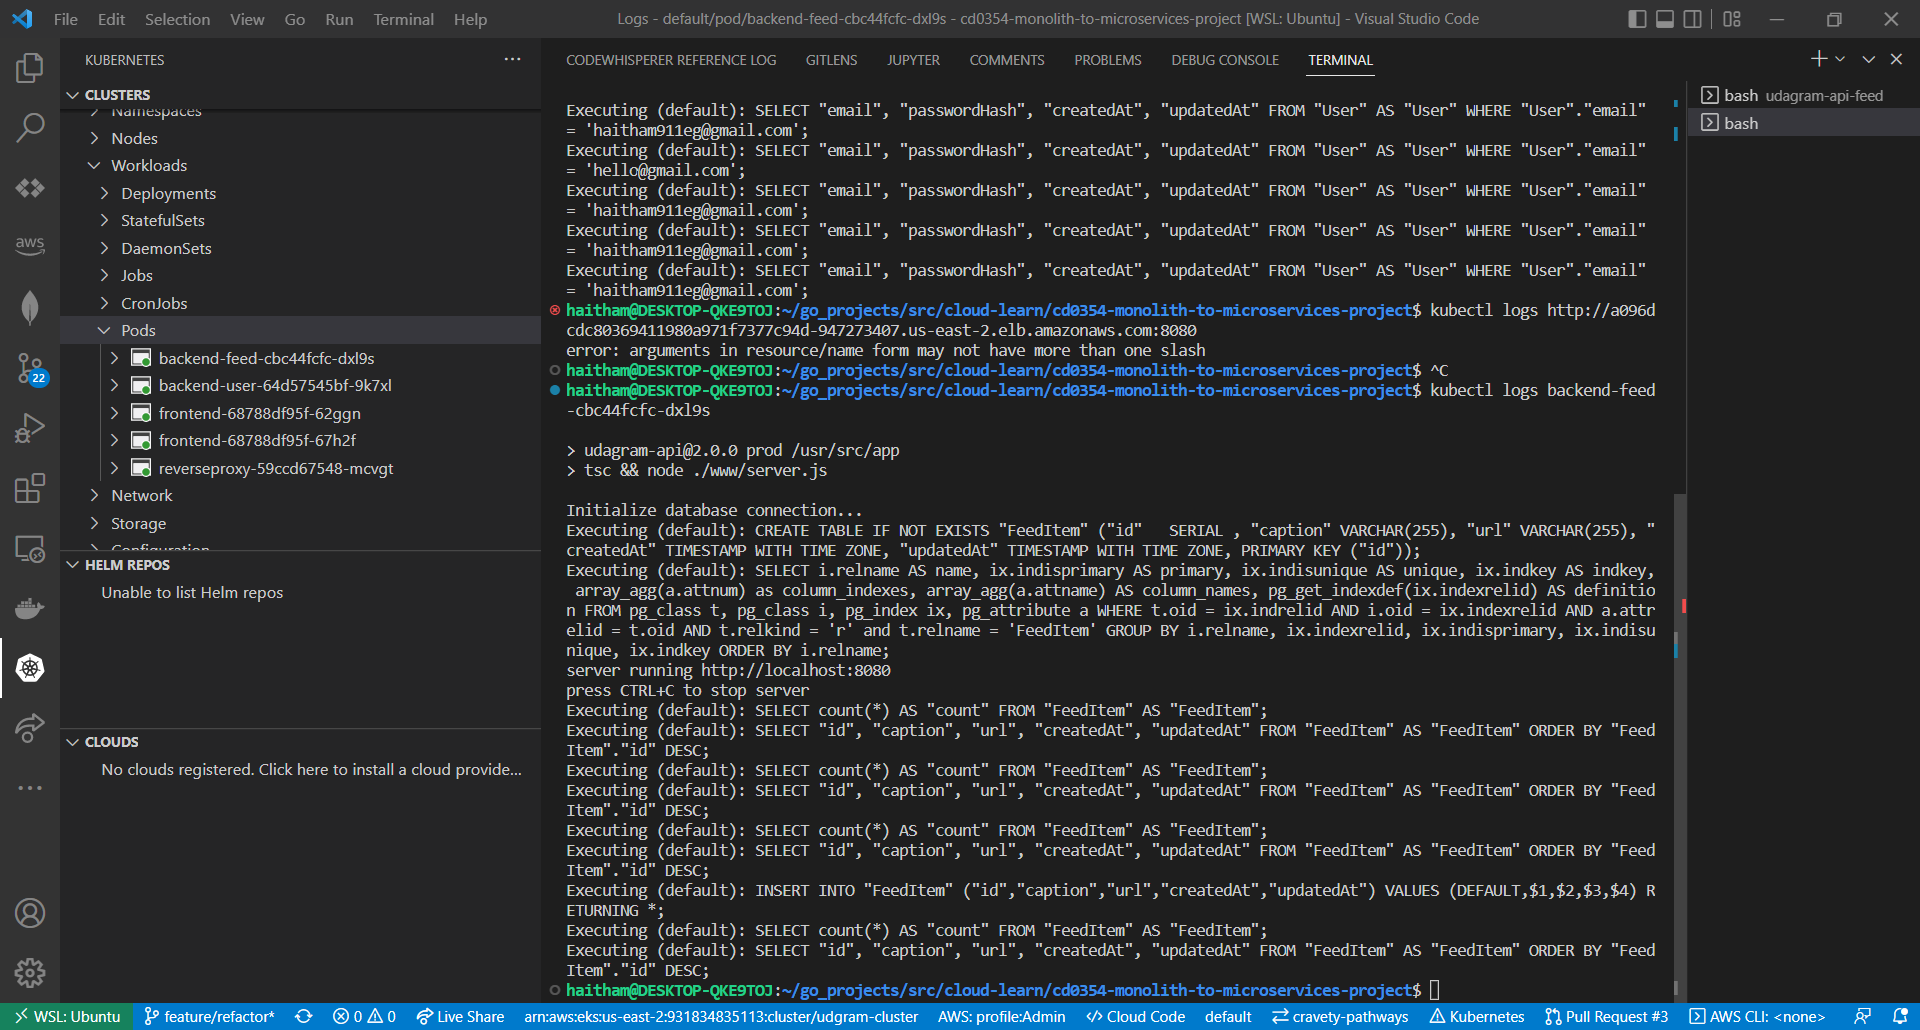 File Edit Selection View Go Run Terminal Help
Logs - default/pod/backend-feed-cbc44fcfc-dxl9s - cd0354-monolith-to-microservices-project [WSL: Ubuntu] - Visual Studio Code
KUBERNETES
CLUSTERS
Namespaces
Nodes
Workloads
Deployments
StatefulSets
DaemonSets
Jobs
CronJobs
Pods
backend-feed-cbc44fcfc-dxl9s
backend-user-64d57545bf-9k7xl
frontend-68788df95f-62ggn
frontend-68788df95f-67h2f
reverseproxy-59ccd67548-mcvgt
Network
Storage
Configuration
HELM REPOS
Unable to list Helm repos
CLOUDS
No clouds registered. Click here to install a cloud provide...
aws
22
CODEWHISPERER REFERENCE LOG GITLENS JUPYTER COMMENTS PROBLEMS DEBUG CONSOLE TERMINAL
Executing (default): SELECT "email", "passwordHash", "createdAt", "updatedAt" FROM "User" AS "User" WHERE "User"."email"
= 'haitham911eg@gmail.com';
Executing (default): SELECT "email", "passwordHash", "createdAt", "updatedAt" FROM "User" AS "User" WHERE "User"."email"
= 'hello@gmail.com';
Executing (default): SELECT "email", "passwordHash", "createdAt", "updatedAt" FROM "User" AS "User" WHERE "User"."email"
= 'haitham911eg@gmail.com';
Executing (default): SELECT "email", "passwordHash", "createdAt", "updatedAt" FROM "User" AS "User" WHERE "User"."email"
= 'haitham911eg@gmail.com';
Executing (default): SELECT "email", "passwordHash", "createdAt", "updatedAt" FROM "User" AS "User" WHERE "User"."email"
= 'haitham911eg@gmail.com';
haitham@DESKTOP-QKE9TOJ:~/go_projects/src/cloud-learn/cd0354-monolith-to-microservices-project$ kubectl logs http://a096d
cdc80369411980a971f7377c94d-947273407.us-east-2.elb.amazonaws.com:8080
error: arguments in resource/name form may not have more than one slash
haitham@DESKTOP-QKE9TOJ:~/go_projects/src/cloud-learn/cd0354-monolith-to-microservices-project$ ^C
haitham@DESKTOP-QKE9TOJ:~/go_projects/src/cloud-learn/cd0354-monolith-to-microservices-project$ kubectl logs backend-feed
-cbc44fcfc-dxl9s
> udagram-api@2.0.0 prod /usr/src/app
> tsc && node ./www/server.js
Initialize database connection...
Executing (default): CREATE TABLE IF NOT EXISTS "FeedItem" ("id"   SERIAL , "caption" VARCHAR(255), "url" VARCHAR(255), "
createdAt" TIMESTAMP WITH TIME ZONE, "updatedAt" TIMESTAMP WITH TIME ZONE, PRIMARY KEY ("id"));
Executing (default): SELECT i.relname AS name, ix.indisprimary AS primary, ix.indisunique AS unique, ix.indkey AS indkey,
array_agg(a.attnum) as column_indexes, array_agg(a.attname) AS column_names, pg_get_indexdef(ix.indexrelid) AS definitio
n FROM pg_class t, pg_class i, pg_index ix, pg_attribute a WHERE t.oid = ix.indrelid AND i.oid = ix.indexrelid AND a.attr
elid = t.oid AND t.relkind = 'r' and t.relname = 'FeedItem' GROUP BY i.relname, ix.indexrelid, ix.indisprimary, ix.indisu
nique, ix.indkey ORDER BY i.relname;
server running http://localhost:8080
press CTRL+C to stop server
Executing (default): SELECT count(*) AS "count" FROM "FeedItem" AS "FeedItem";
Executing (default): SELECT "id", "caption", "url", "createdAt", "updatedAt" FROM "FeedItem" AS "FeedItem" ORDER BY "Feed
Item"."id" DESC;
Executing (default): SELECT count(*) AS "count" FROM "FeedItem" AS "FeedItem";
Executing (default): SELECT "id", "caption", "url", "createdAt", "updatedAt" FROM "FeedItem" AS "FeedItem" ORDER BY "Feed
Item"."id" DESC;
Executing (default): SELECT count(*) AS "count" FROM "FeedItem" AS "FeedItem";
Executing (default): SELECT "id", "caption", "url", "createdAt", "updatedAt" FROM "FeedItem" AS "FeedItem" ORDER BY "Feed
Item"."id" DESC;
Executing (default): INSERT INTO "FeedItem" ("id","caption","url","createdAt","updatedAt") VALUES (DEFAULT,$1,$2,$3,$4) R
ETURNING *;
Executing (default): SELECT count(*) AS "count" FROM "FeedItem" AS "FeedItem";
Executing (default): SELECT "id", "caption", "url", "createdAt", "updatedAt" FROM "FeedItem" AS "FeedItem" ORDER BY "Feed
Item"."id" DESC;
haitham@DESKTOP-QKE9TOJ:~/go_projects/src/cloud-learn/cd0354-monolith-to-microservices-project$
bash udagram-api-feed
bash
WSL: Ubuntu feature/refactor* 0 0 Live Share arn:aws:eks:us-east-2:931834835113:cluster/udgram-cluster AWS: profile:Admin Cloud Code default cravety-pathways Kubernetes Pull Request #3 AWS CLI: <none>